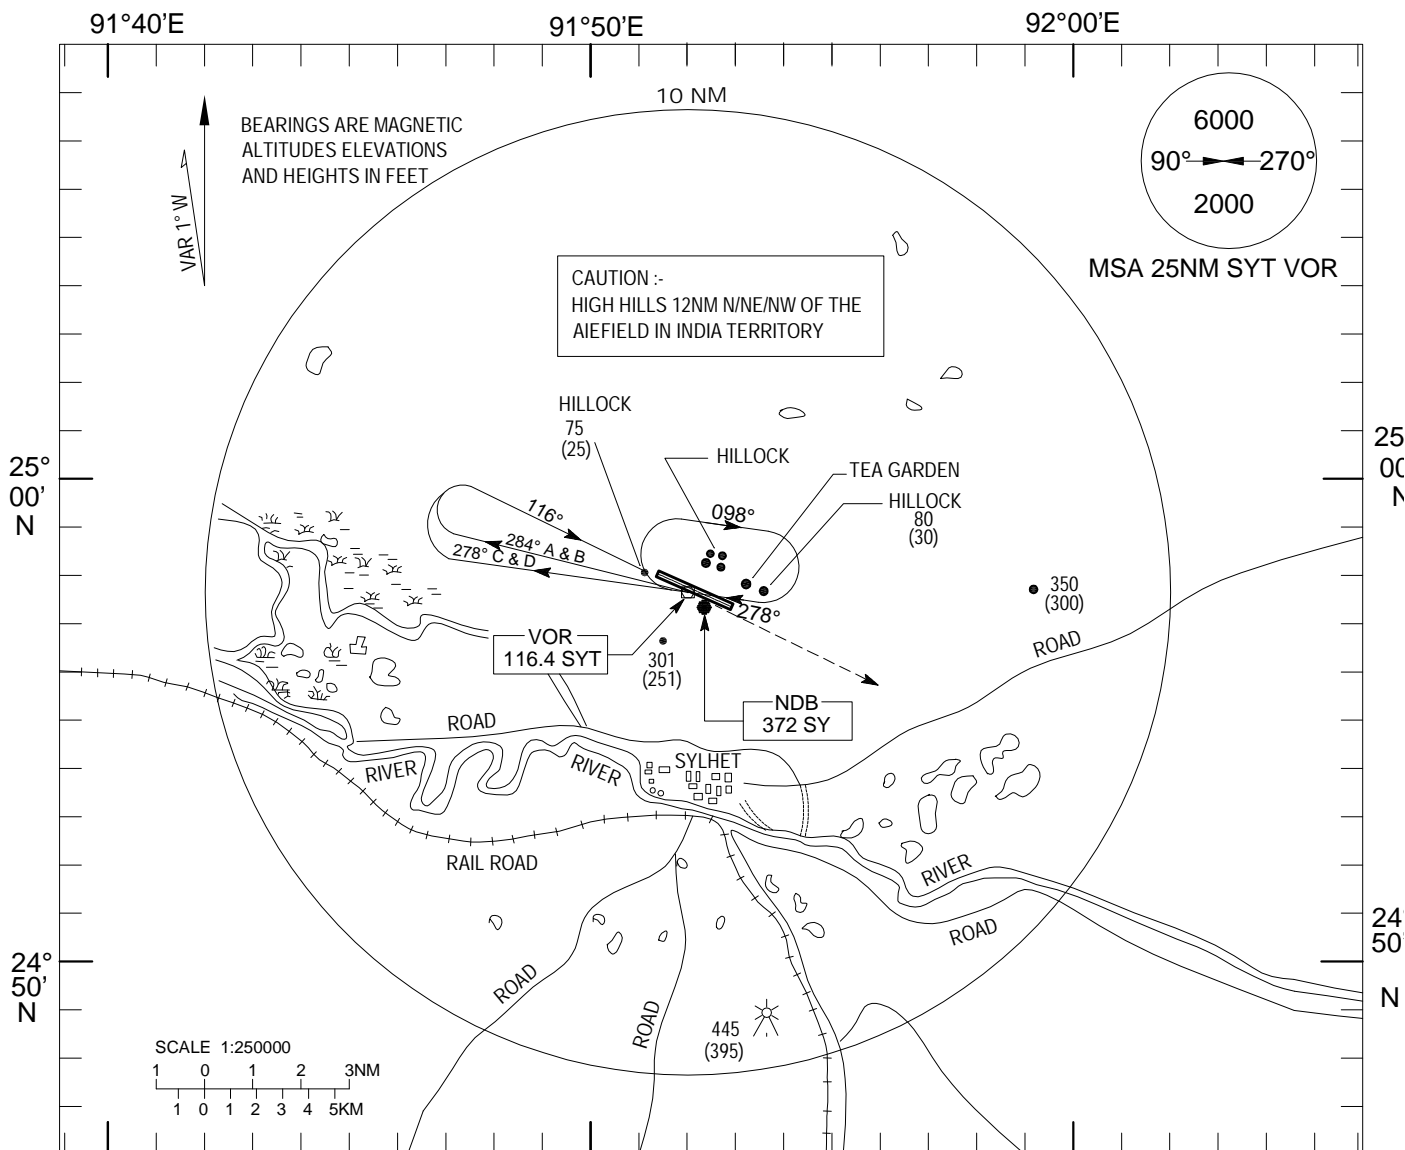 91°40'E
91°50'E
92°00'E
10 NM
BEARINGS ARE MAGNETIC
ALTITUDES ELEVATIONS
AND HEIGHTS IN FEET
VAR 1° W
6000
90°
270°
2000
MSA 25NM SYT VOR
CAUTION :-
HIGH HILLS 12NM N/NE/NW OF THE
AIEFIELD IN INDIA TERRITORY
HILLOCK
75
(25)
HILLOCK
TEA GARDEN
HILLOCK
80
(30)
25°
00'
N
25
00
N
116°
098°
284° A & B
278° C & D
278°
350
(300)
ROAD
VOR
116.4 SYT
301
(251)
NDB
372 SY
ROAD
RIVER
RIVER
SYLHET
RAIL ROAD
RIVER
ROAD
24°
50'
N
24°
50'
N
ROAD
ROAD
445
(395)
SCALE 1:250000
1 0 1 2 3NM
1 0 1 2 3 4 5KM